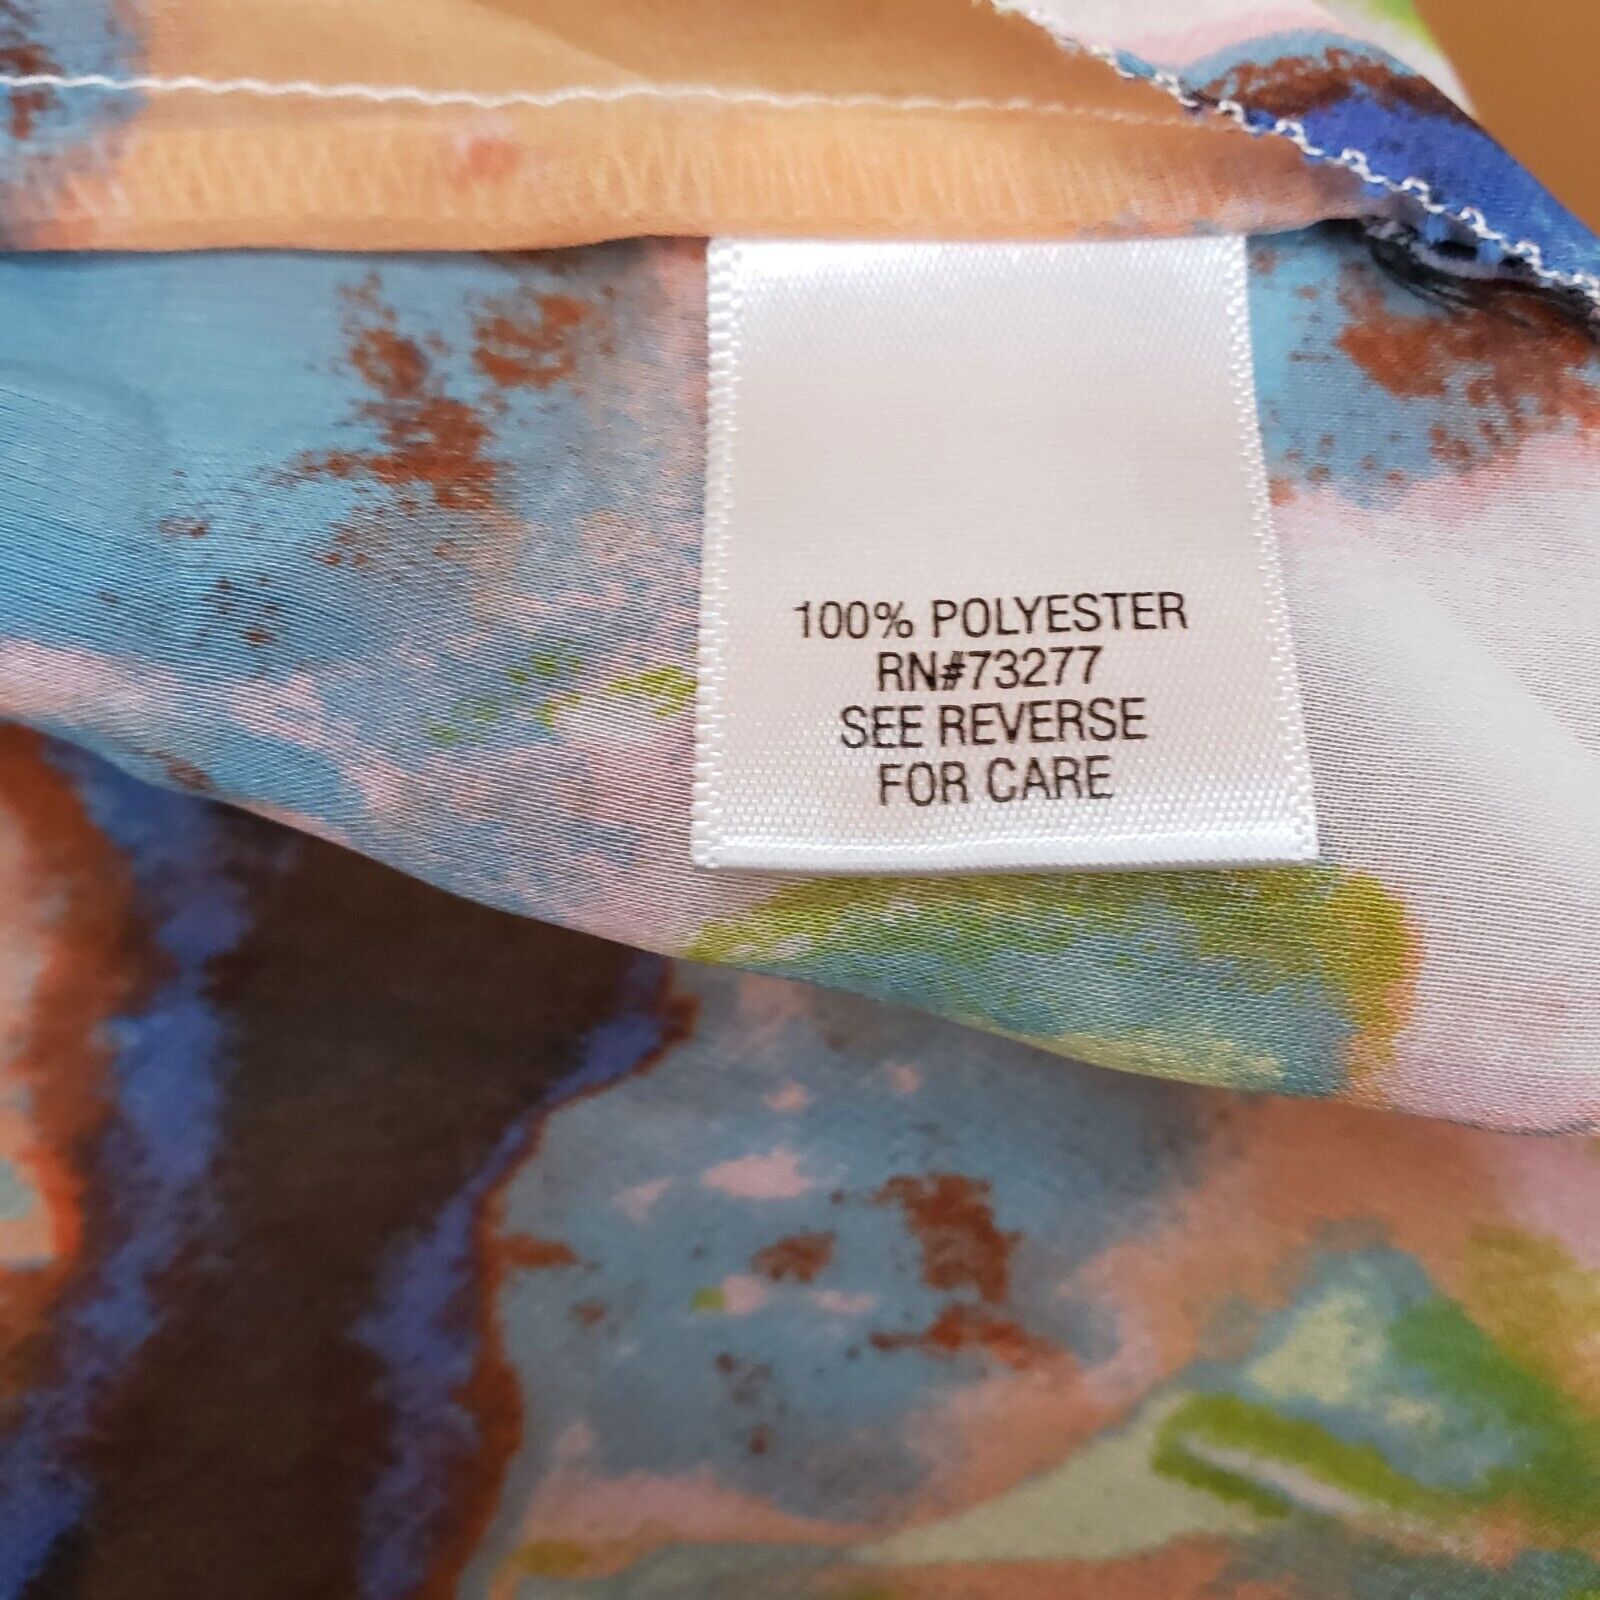 100% POLYESTER
RN#73277
SEE REVERSE
FOR CARE